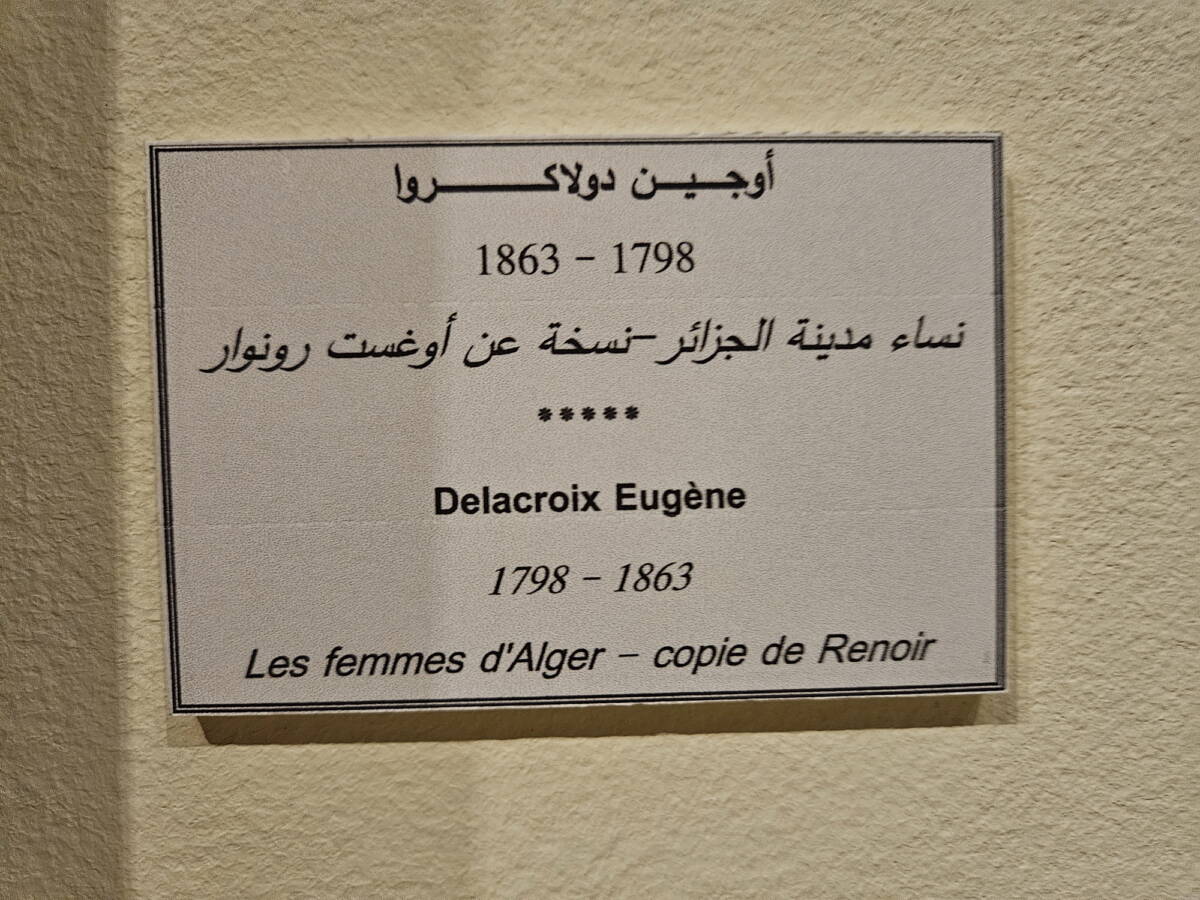 أوجين دولاكروا
1863 – 1798
نساء مدينة الجزائر–نسخة عن أوغست رونوار
*****
Delacroix Eugène
1798 – 1863
Les femmes d'Alger – copie de Renoir